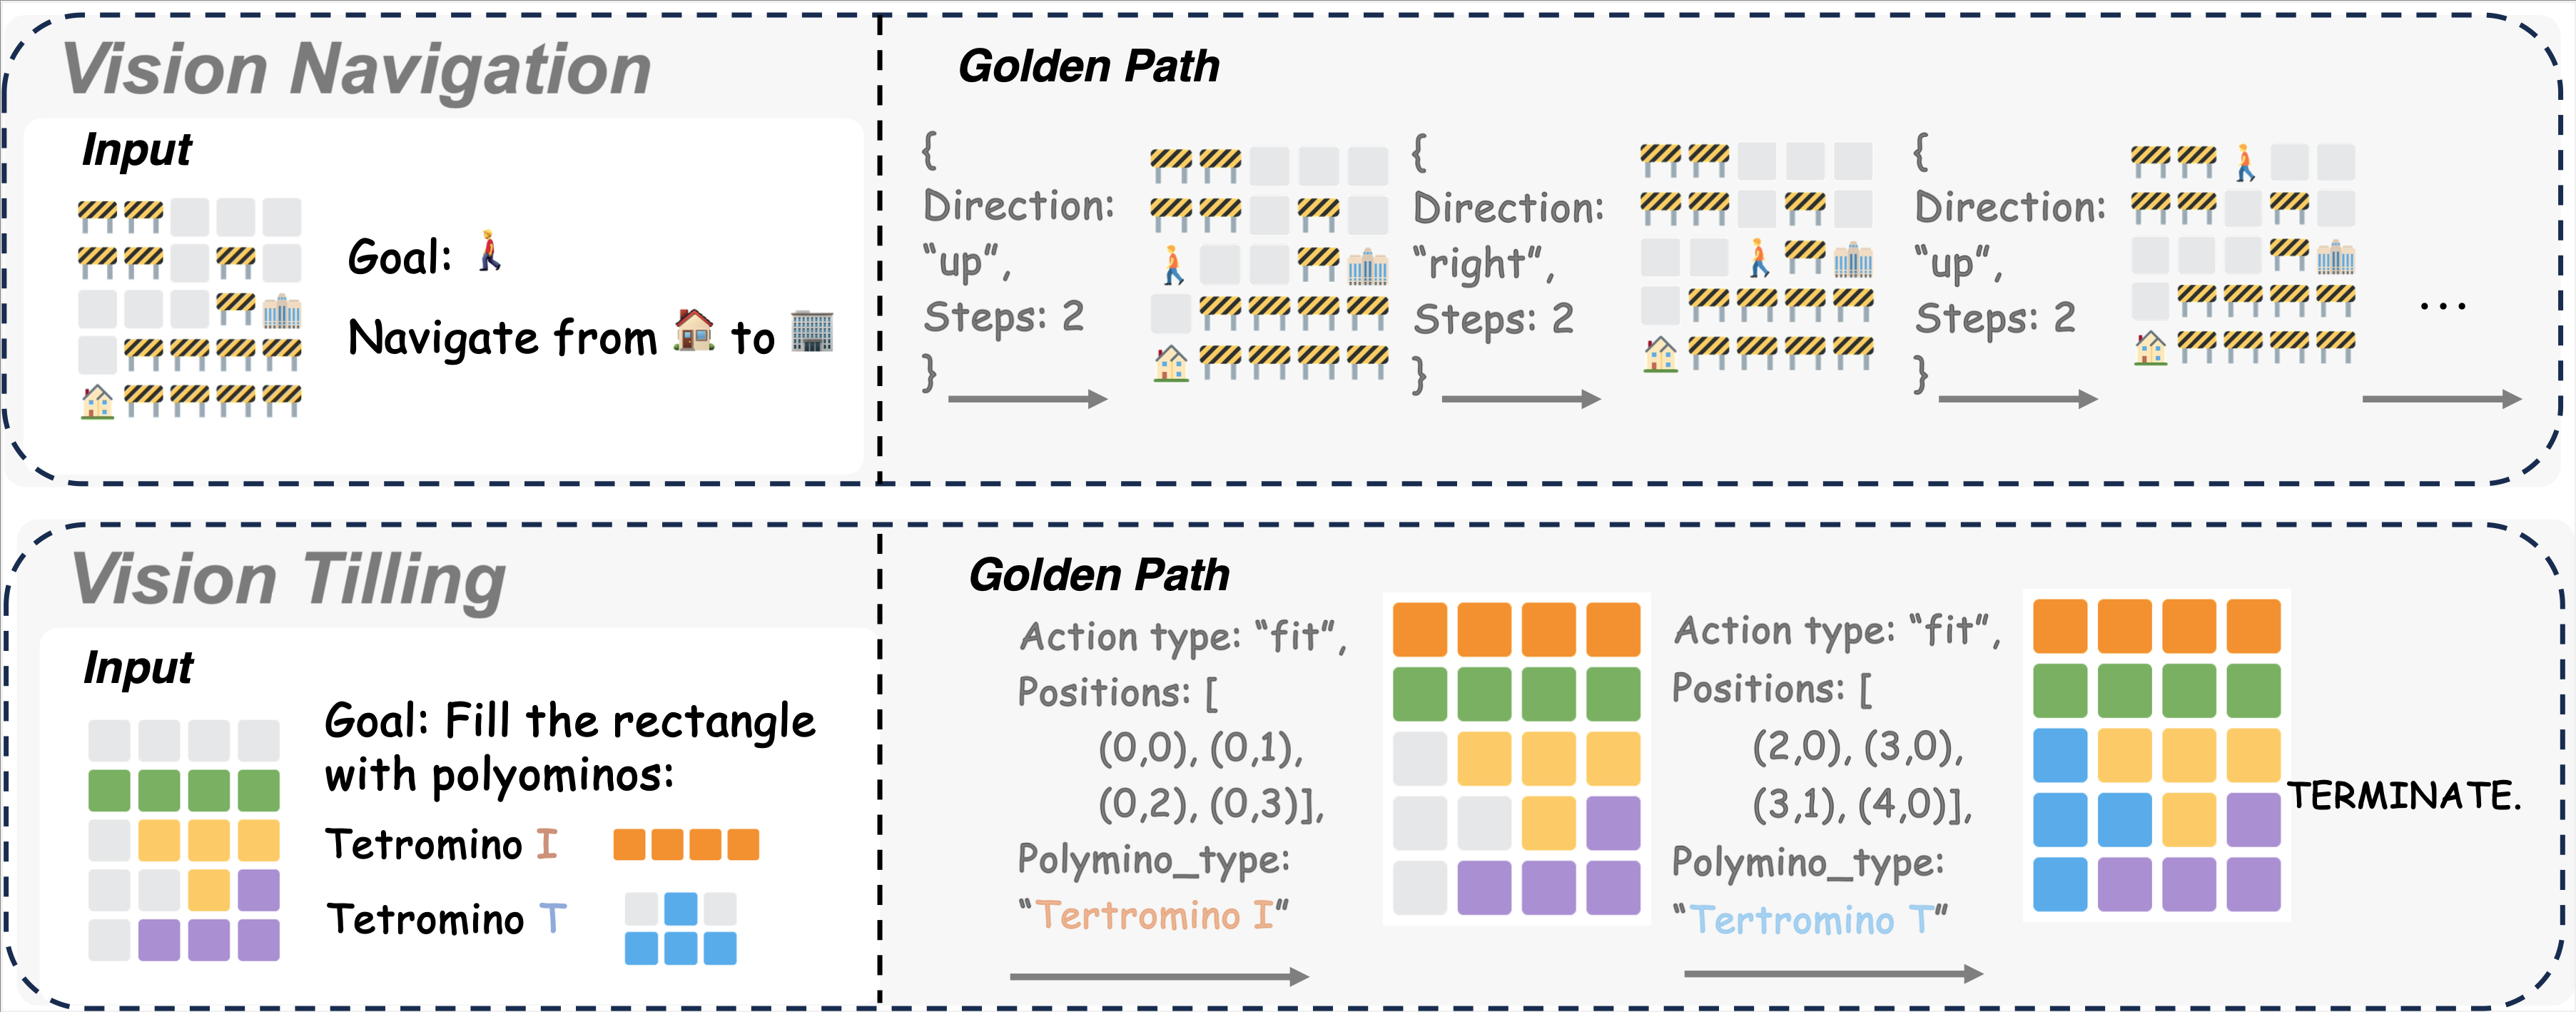 Vision Navigation
Input
Goal:
Navigate from to
Golden Path
{
Direction:
“up”,
Steps: 2
}
{
Direction:
“right”,
Steps: 2
}
{
Direction:
“up”,
Steps: 2
}
...
Vision Tilling
Input
Goal: Fill the rectangle
with polyominos:
Tetromino I
Tetromino T
Golden Path
Action type: “fit”,
Positions: [
(0,0), (0,1),
(0,2), (0,3)],
Polymino_type:
“Tertromino I”
Action type: “fit”,
Positions: [
(2,0), (3,0),
(3,1), (4,0)],
Polymino_type:
“Tertromino T”
TERMINATE.